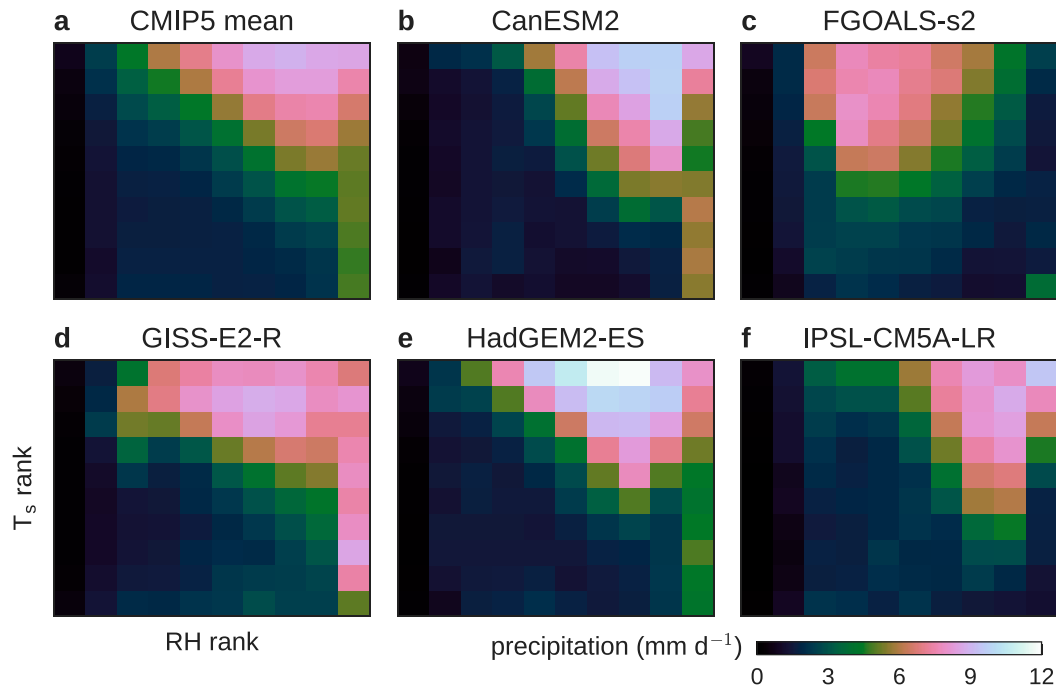 a CMIP5 mean
b CanESM2
c FGOALS-s2
d GISS-E2-R
e HadGEM2-ES
f IPSL-CM5A-LR
Ts rank
RH rank
precipitation (mm d⁻¹)
0 3 6 9 12